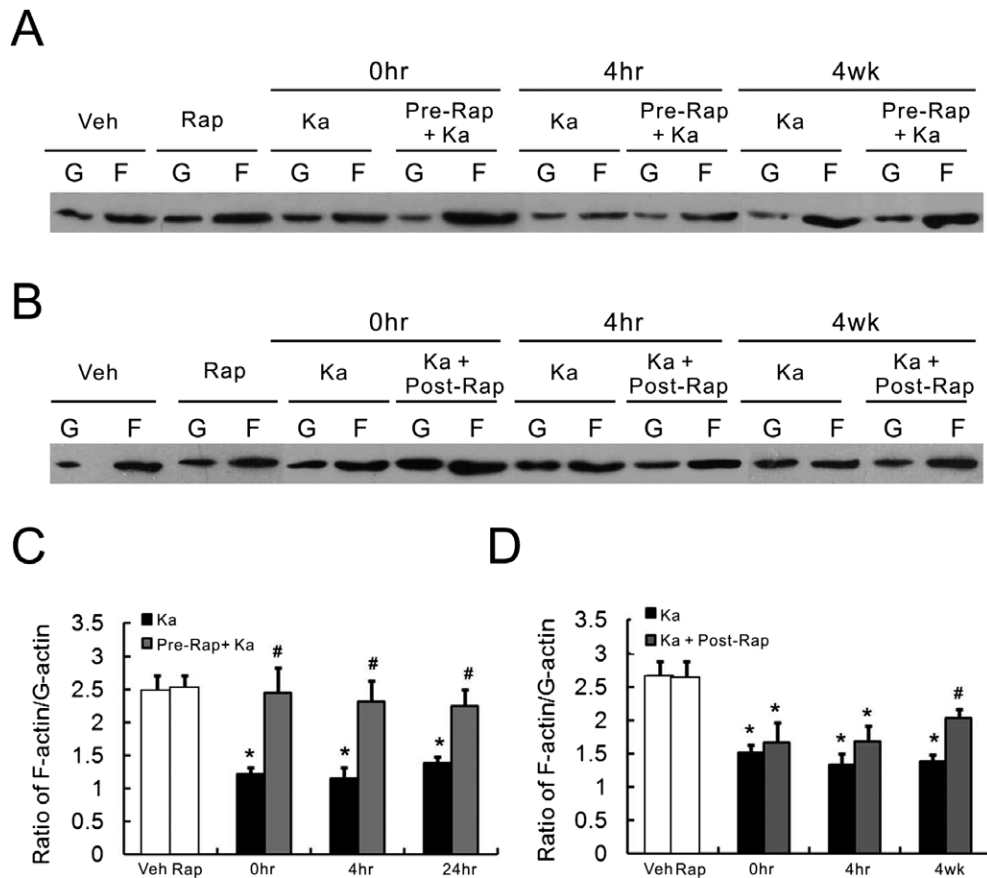 A
0hr 4hr 4wk
Veh Rap Ka Pre-Rap + Ka Ka Pre-Rap + Ka Ka Pre-Rap + Ka
G F G F G F G F G F G F G F G F
B
0hr 4hr 4wk
Veh Rap Ka Ka + Post-Rap Ka Ka + Post-Rap Ka Ka + Post-Rap
G F G F G F G F G F G F G F G F
C
Ratio of F-actin/G-actin
3.5
3
2.5
2
1.5
1
0.5
0
Ka
Pre-Rap+ Ka
* # * # * #
Veh Rap 0hr 4hr 24hr
D
Ratio of F-actin/G-actin
3.5
3
2.5
2
1.5
1
0.5
0
Ka
Ka + Post-Rap
* * * * * #
Veh Rap 0hr 4hr 4wk